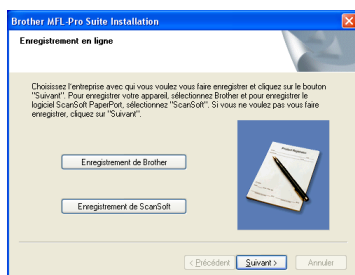 Brother MFL-Pro Suite Installation
Enregistrement en ligne
Choisissez l'entreprise avec qui vous voulez vous faire enregistrer et cliquez sur le bouton
"Suivant". Pour enregistrer votre appareil, sélectionnez Brother et pour enregistrer le
logiciel ScanSoft PaperPort, sélectionnez "ScanSoft". Si vous ne voulez pas vous faire
enregistrer, cliquez sur "Suivant".
Enregistrement de Brother
Enregistrement de ScanSoft
< Précédent
Suivant >
Annuler